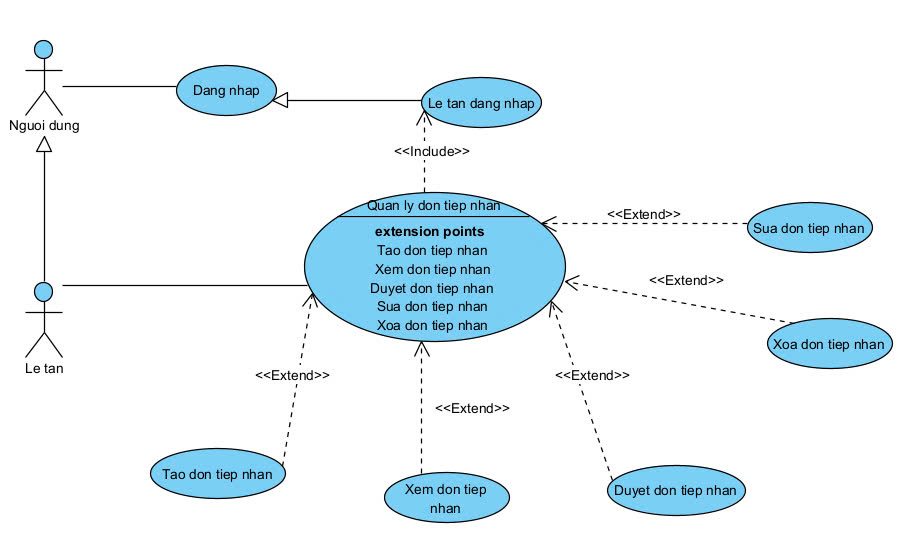 Dang nhap
Le tan dang nhap
Nguoi dung
<<Include>>
Quan ly don tiep nhan
extension points
Tao don tiep nhan
Xem don tiep nhan
Duyet don tiep nhan
Sua don tiep nhan
Xoa don tiep nhan
<<Extend>>
Sua don tiep nhan
<<Extend>>
Xoa don tiep nhan
Le tan
<<Extend>>
<<Extend>>
<<Extend>>
Tao don tiep nhan
Xem don tiep
nhan
Duyet don tiep nhan